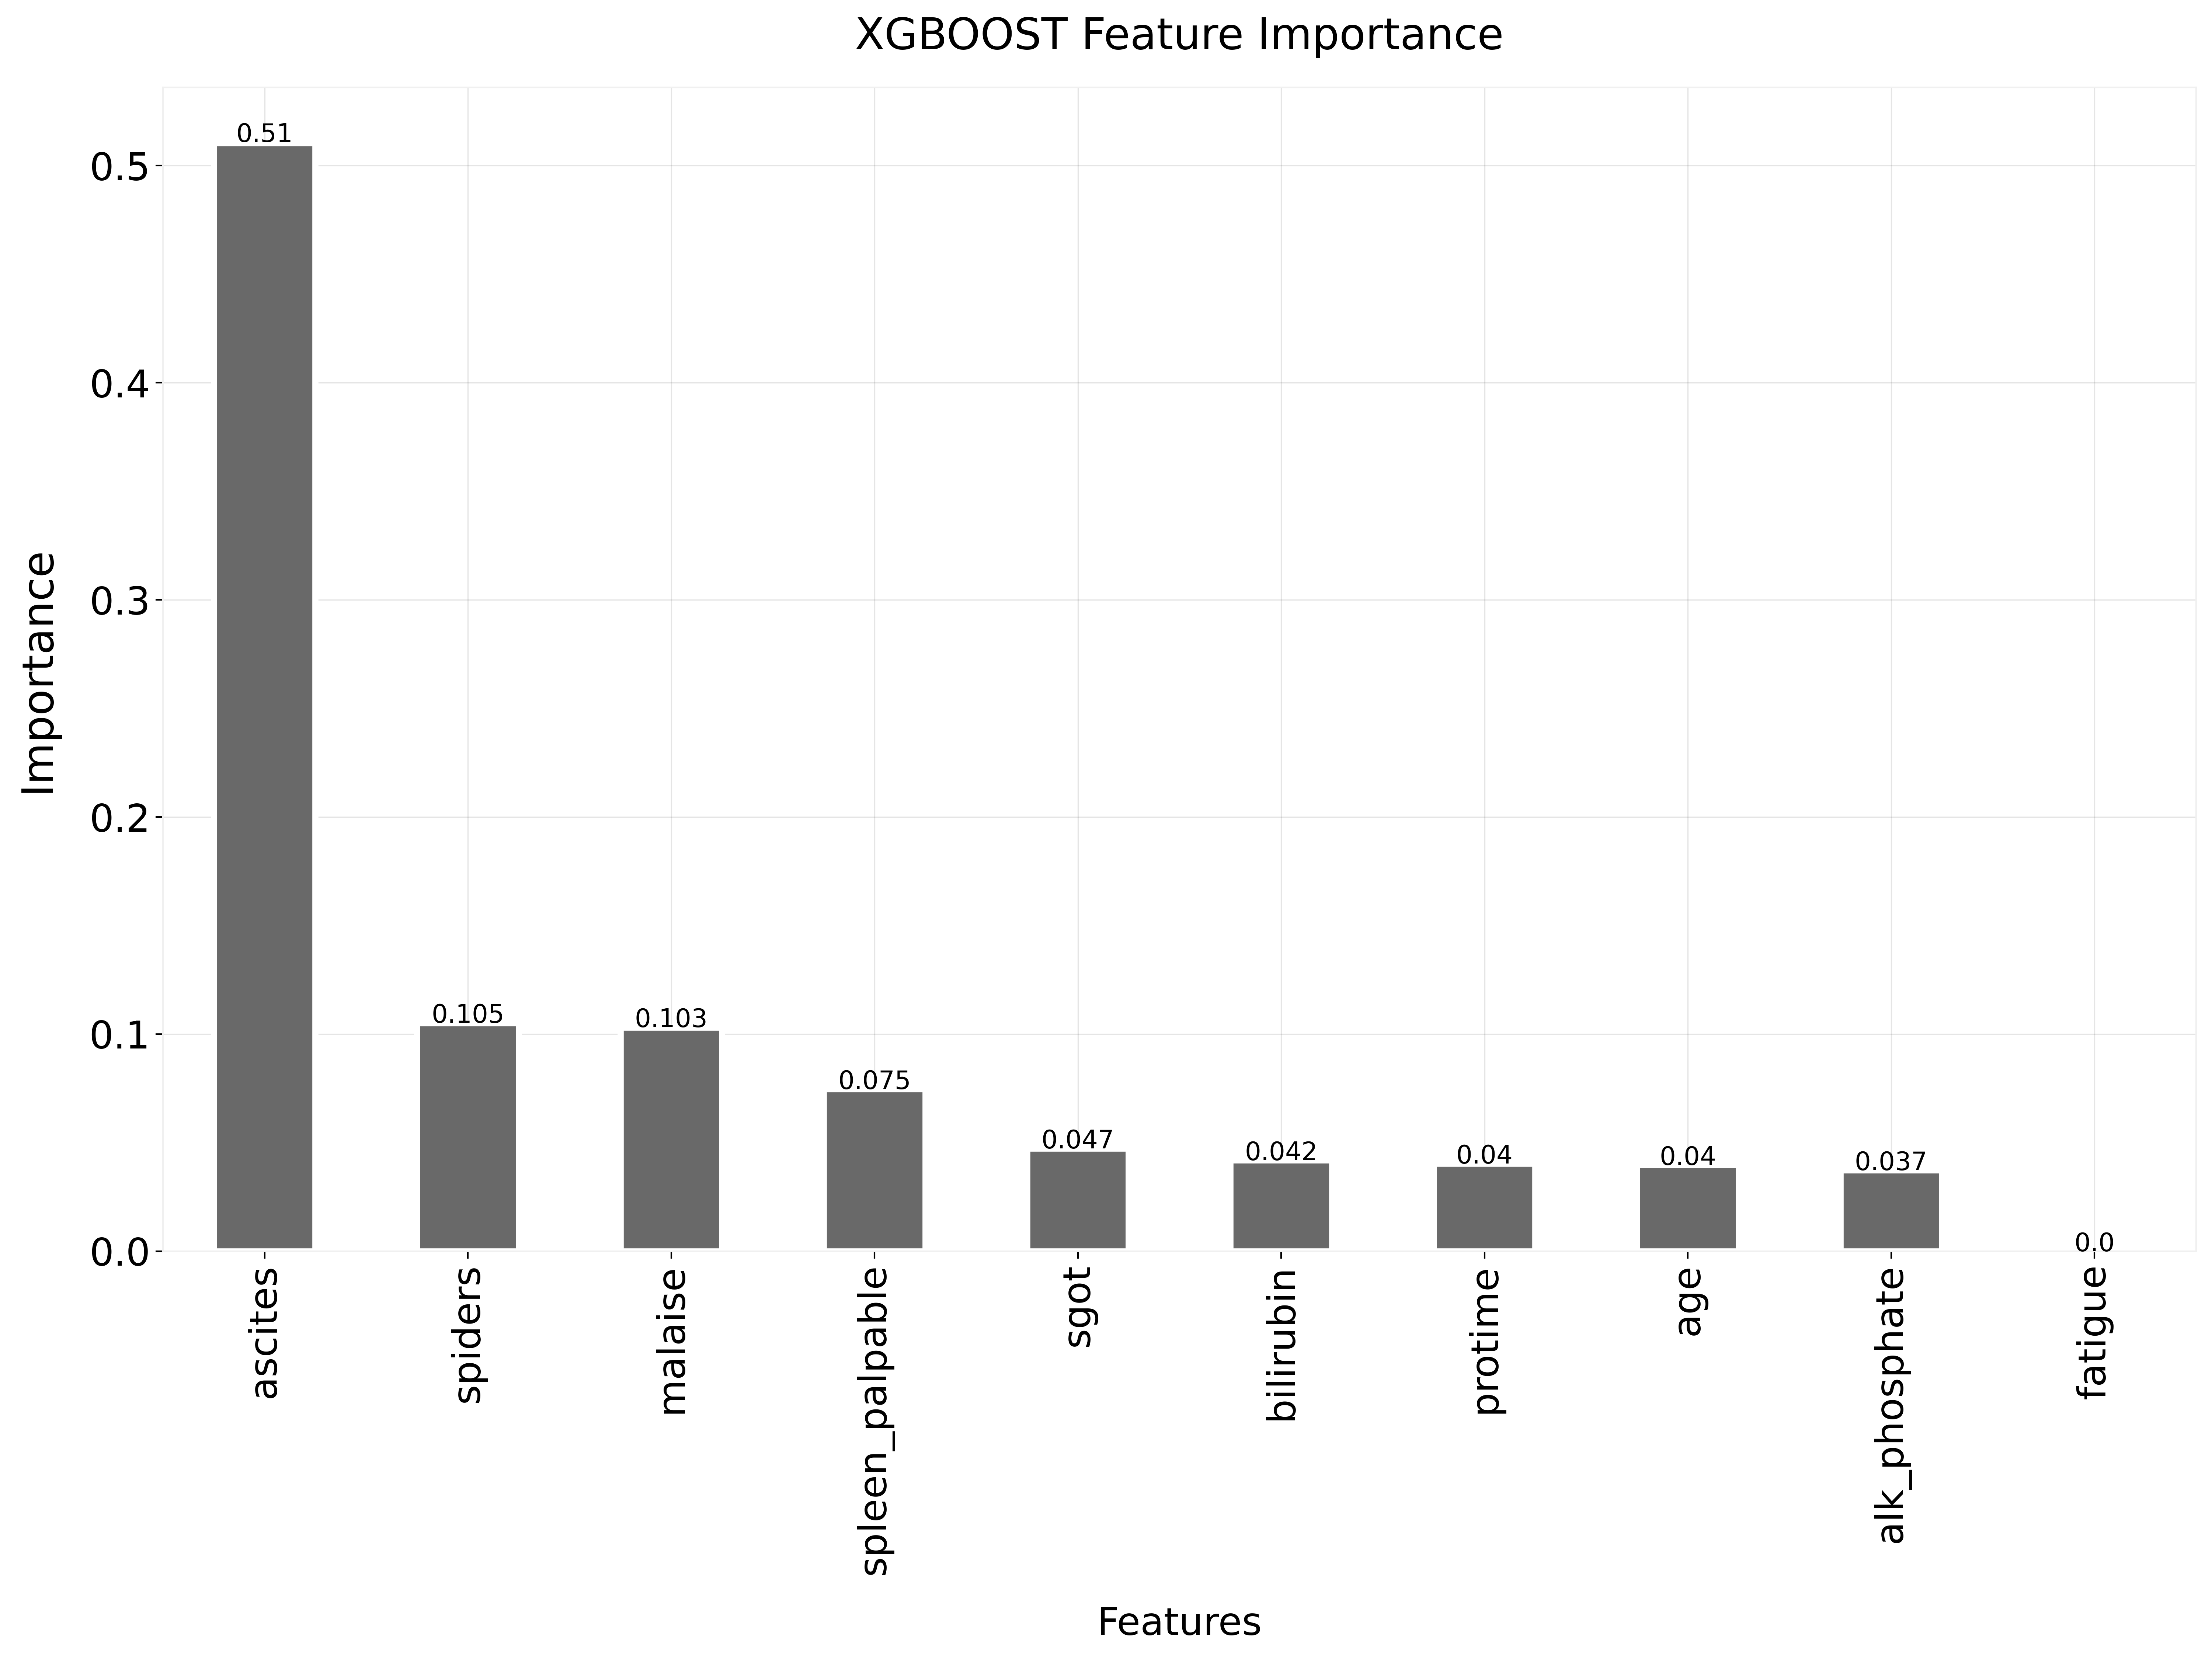 XGBOOST Feature Importance
Importance
0.5
0.4
0.3
0.2
0.1
0.0
0.51
0.105
0.103
0.075
0.047
0.042
0.04
0.04
0.037
0.0
ascites
spiders
malaise
spleen_palpable
sgot
bilirubin
protime
age
alk_phosphate
fatigue
Features